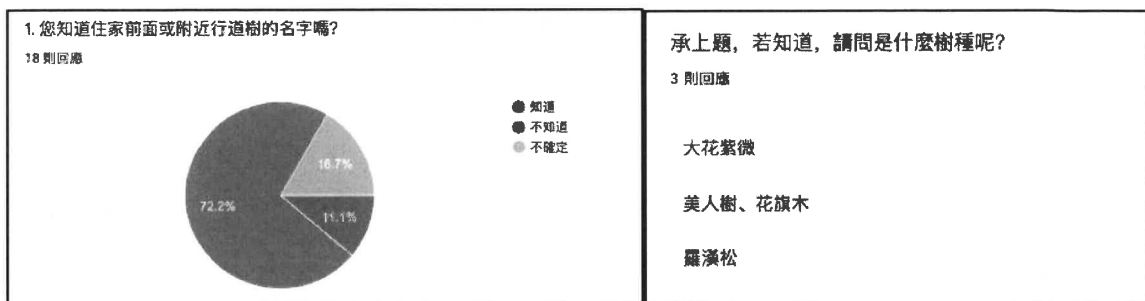 1. 您知道住家前面或附近行道樹的名字嗎?
18 則回應
知道
不知道
不確定
16.7%
72.2%
11.1%
承上題，若知道，請問是什麼樹種呢?
3 則回應
大花紫微
美人樹、花旗木
羅漢松